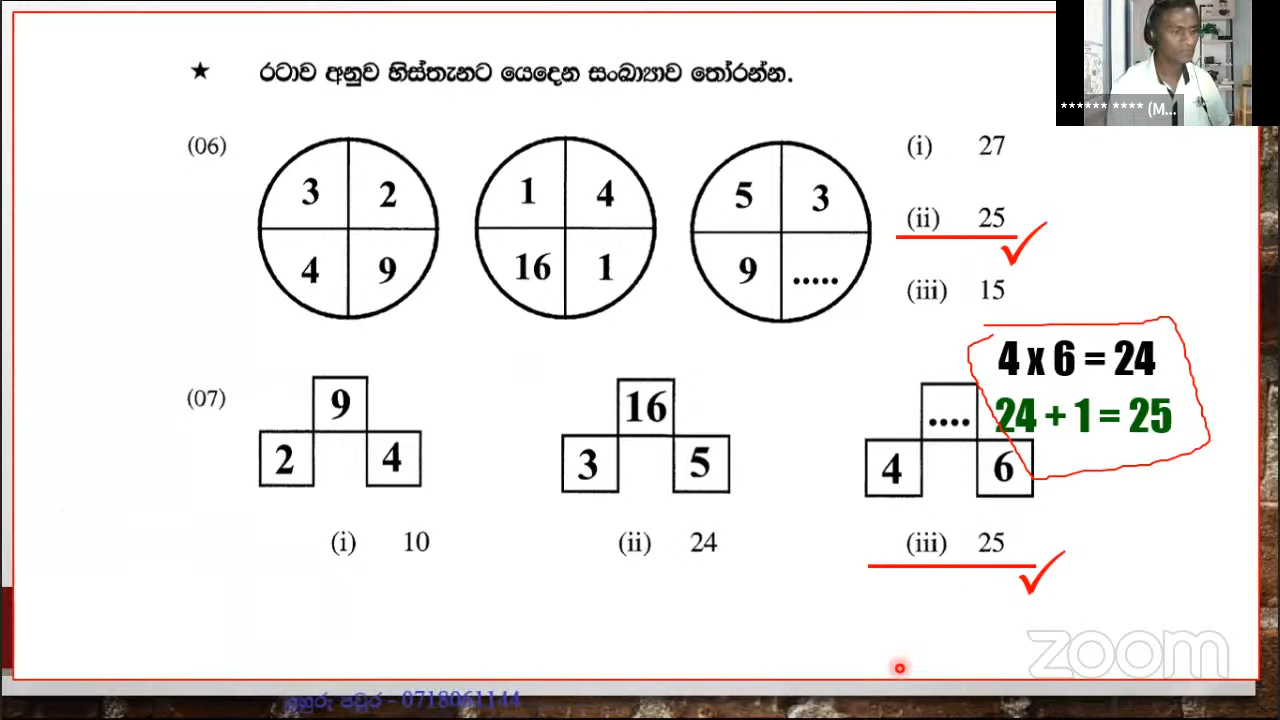 ★ රටාව අනුව හිස්තැනට යෙදෙන සංඛ්‍යාව තෝරන්න.
****** **** (M...
(06) 3 2 1 4 5 3 (i) 27
4 9 16 1 9 ..... (ii) 25
(iii) 15
4 x 6 = 24
24 + 1 = 25
(07) 9 16 ....
2 4 3 5 4 6
(i) 10 (ii) 24 (iii) 25
zoom
පවුර - 0718061144